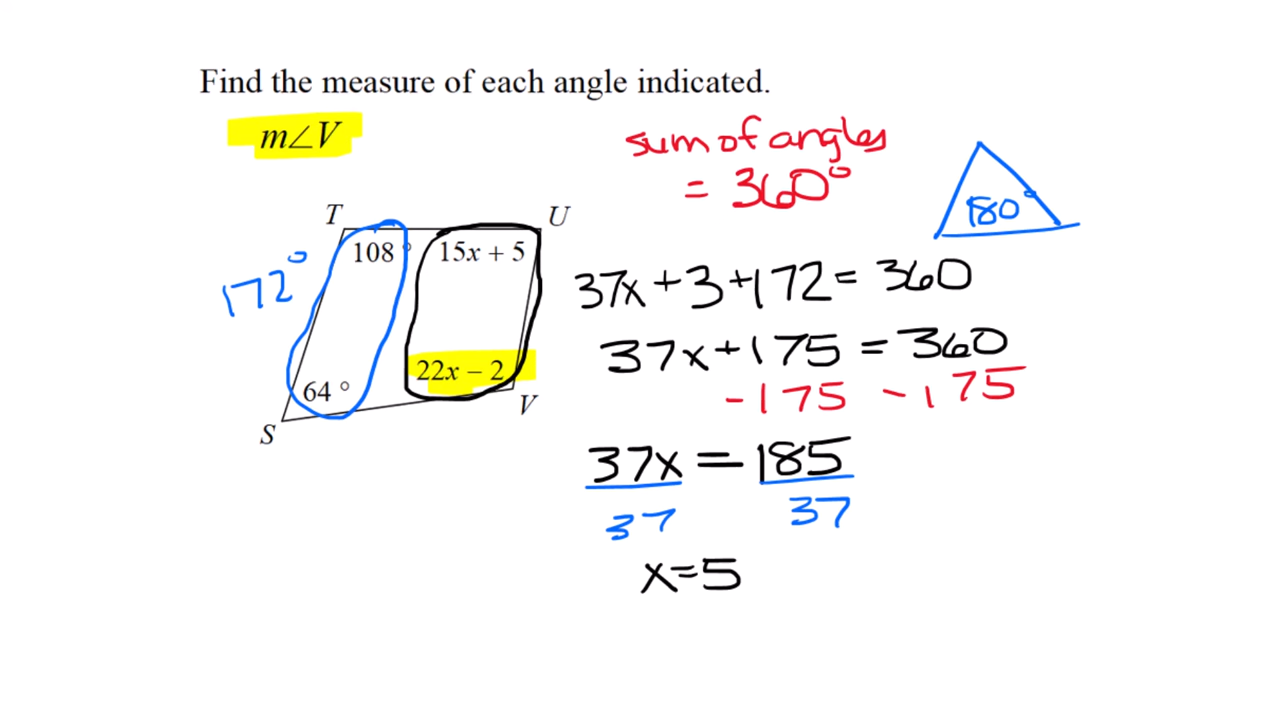 Find the measure of each angle indicated.
m∠V
sum of angles
= 360°
180°
T
U
108°
15x + 5
172°
37x + 3 + 172 = 360
37x + 175 = 360
22x − 2
-175 -175
64°
V
S
37x = 185
37 37
x = 5